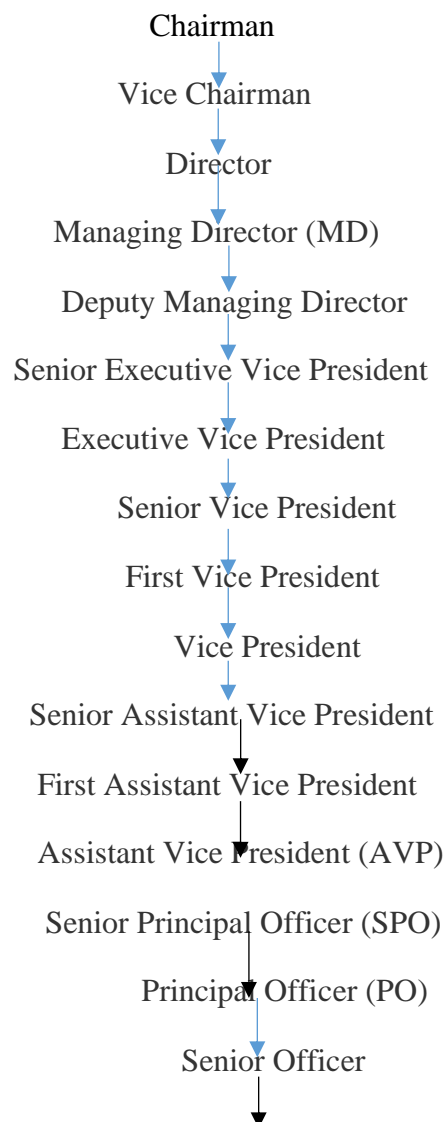 Chairman
Vice Chairman
Director
Managing Director (MD)
Deputy Managing Director
Senior Executive Vice President
Executive Vice President
Senior Vice President
First Vice President
Vice President
Senior Assistant Vice President
First Assistant Vice President
Assistant Vice President (AVP)
Senior Principal Officer (SPO)
Principal Officer (PO)
Senior Officer